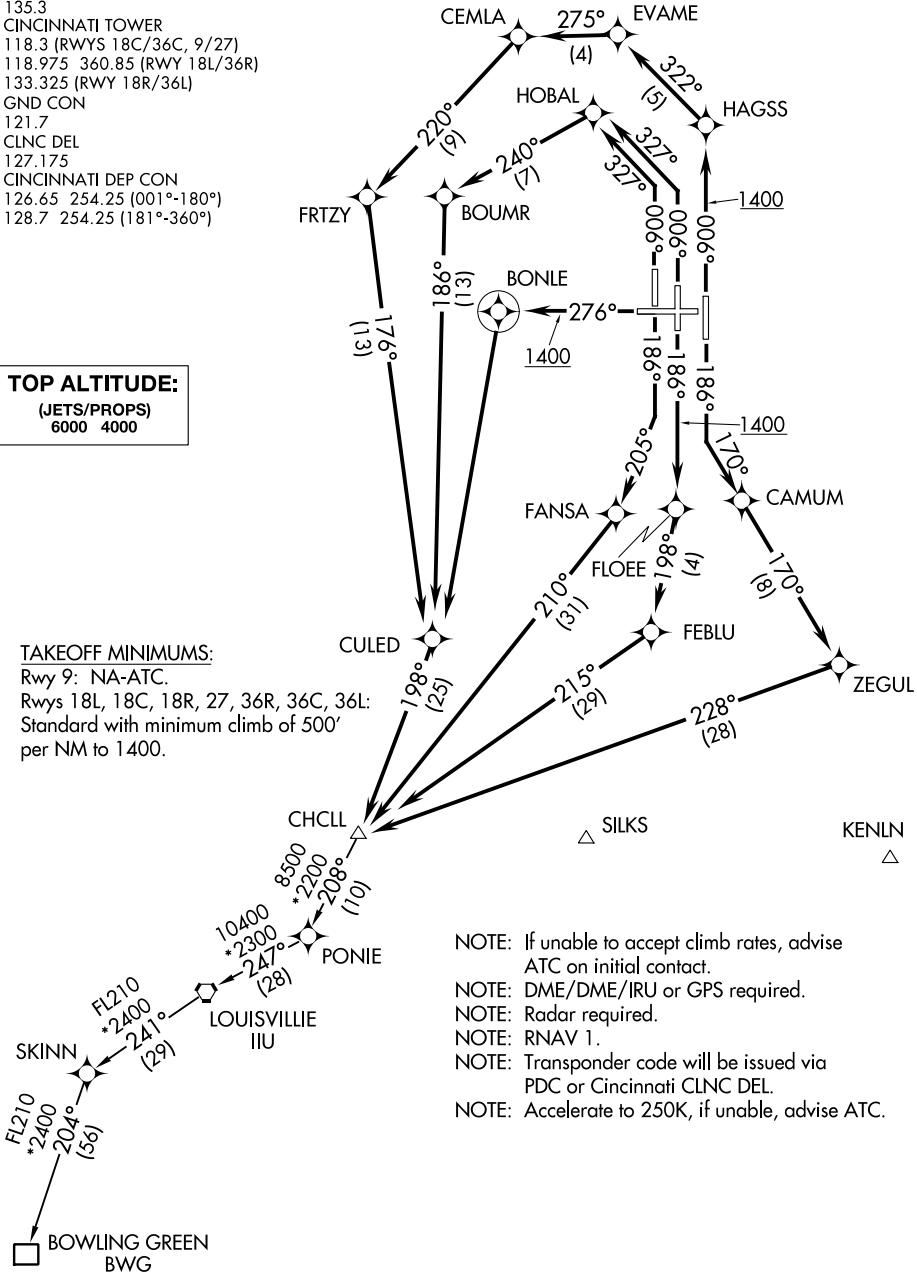 135.3
CINCINNATI TOWER
118.3 (RWYS 18C/36C, 9/27)
118.975 360.85 (RWY 18L/36R)
133.325 (RWY 18R/36L)
GND CON
121.7
CLNC DEL
127.175
CINCINNATI DEP CON
126.65 254.25 (001°-180°)
128.7 254.25 (181°-360°)
CEMLA
275°
(4)
EVAME
322°
(5)
HAGSS
HOBAL
220°
(9)
240°
(7)
327°
327°
FRTZY
BOUMR
006°
006°
006°
1400
186°
(13)
BONLE
276°
1400
176°
(13)
186°
186°
186°
TOP ALTITUDE:
(JETS/PROPS)
6000 4000
1400
205°
170°
CAMUM
FANSA
FLOEE
198°
(4)
170°
(8)
210°
(31)
CULED
FEBLU
ZEGUL
TAKEOFF MINIMUMS:
Rwy 9: NA-ATC.
Rwys 18L, 18C, 18R, 27, 36R, 36C, 36L:
Standard with minimum climb of 500'
per NM to 1400.
198°
(25)
215°
(29)
228°
(28)
CHCLL
SILKS
KENLN
8500
*2200
208°
(10)
PONIE
10400
*2300
247°
(28)
LOUISVILLIE
IIU
FL210
*2400
241°
(29)
SKINN
FL210
*2400
204°
(56)
BOWLING GREEN
BWG
NOTE: If unable to accept climb rates, advise
ATC on initial contact.
NOTE: DME/DME/IRU or GPS required.
NOTE: Radar required.
NOTE: RNAV 1.
NOTE: Transponder code will be issued via
PDC or Cincinnati CLNC DEL.
NOTE: Accelerate to 250K, if unable, advise ATC.